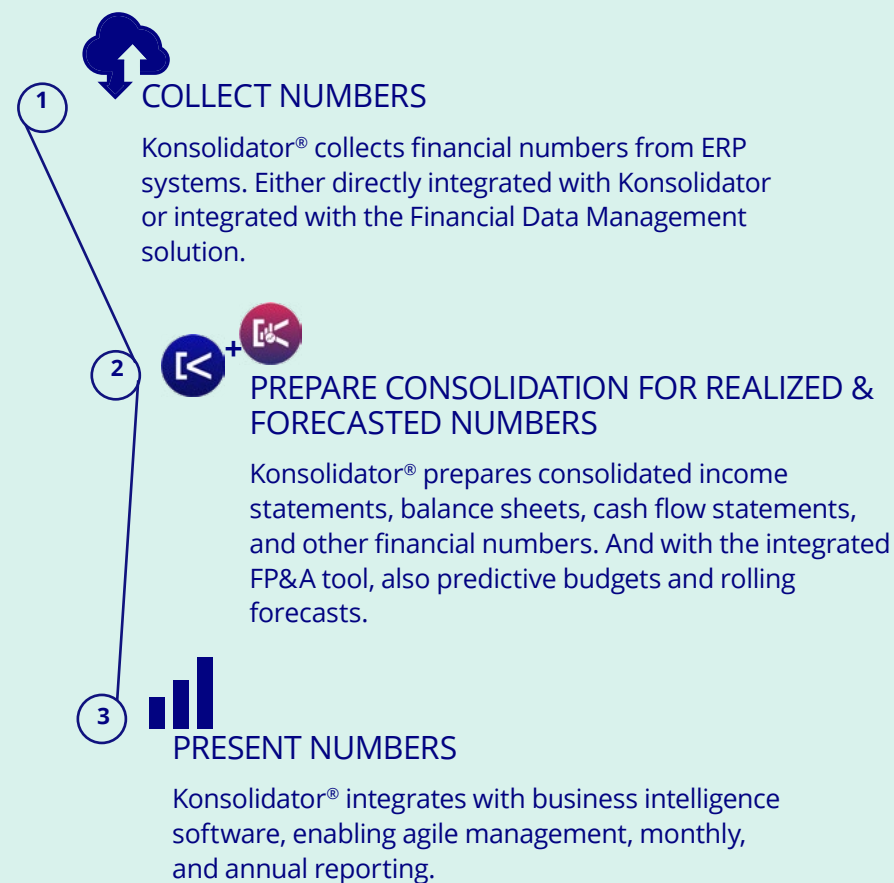 1
COLLECT NUMBERS
Konsolidator® collects financial numbers from ERP
systems. Either directly integrated with Konsolidator
or integrated with the Financial Data Management
solution.
2
+
PREPARE CONSOLIDATION FOR REALIZED &
FORECASTED NUMBERS
Konsolidator® prepares consolidated income
statements, balance sheets, cash flow statements,
and other financial numbers. And with the integrated
FP&A tool, also predictive budgets and rolling
forecasts.
3
PRESENT NUMBERS
Konsolidator® integrates with business intelligence
software, enabling agile management, monthly,
and annual reporting.